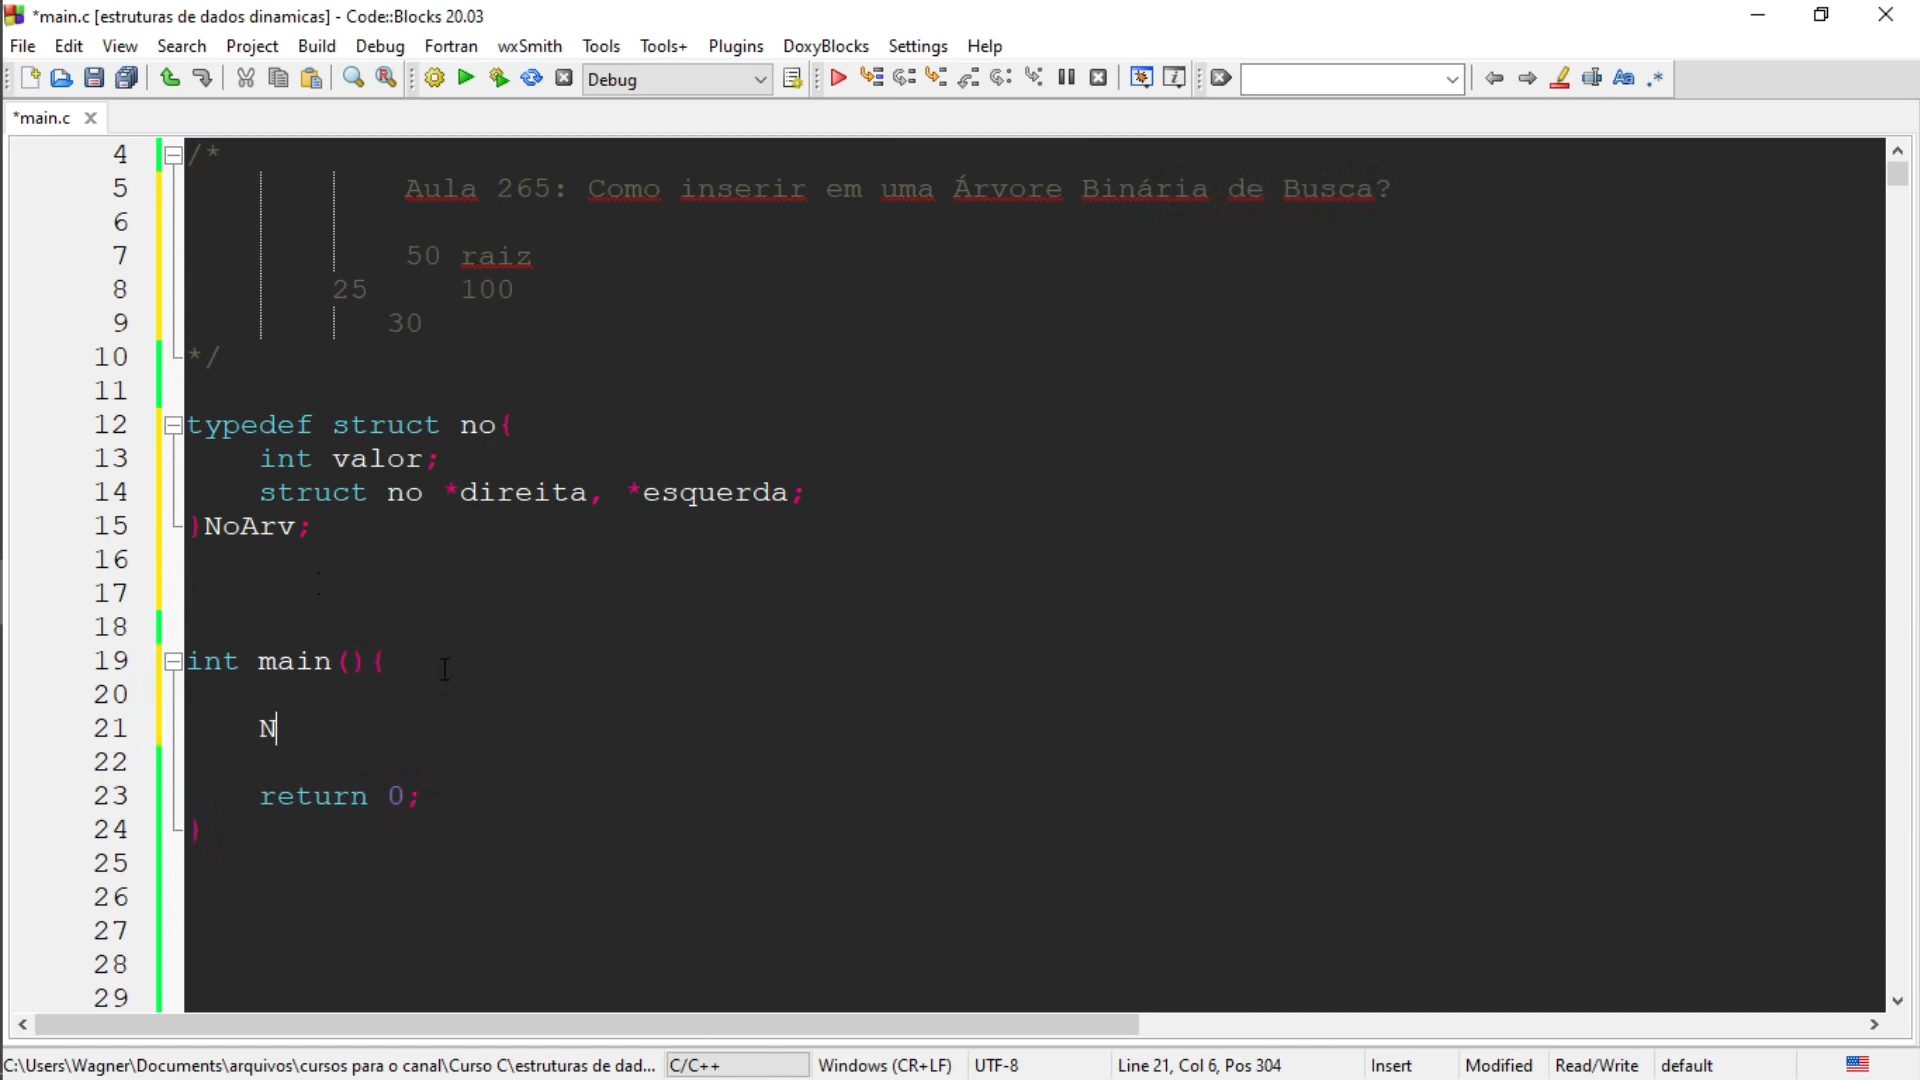 *main.c [estruturas de dados dinamicas] - Code::Blocks 20.03
File Edit View Search Project Build Debug Fortran wxSmith Tools Tools+ Plugins DoxyBlocks Settings Help
Debug
*main.c
4 /*
5 Aula 265: Como inserir em uma Árvore Binária de Busca?
6
7 50 raiz
8 25 100
9 30
10 */
11
12 typedef struct no{
13 int valor;
14 struct no *direita, *esquerda;
15 }NoArv;
16
17
18
19 int main(){
20
21 N
22
23 return 0;
24 }
25
26
27
28
29
C:\Users\Wagner\Documents\arquivos\cursos para o canal\Curso C\estruturas de dad... C/C++ Windows (CR+LF) UTF-8 Line 21, Col 6, Pos 304 Insert Modified Read/Write default